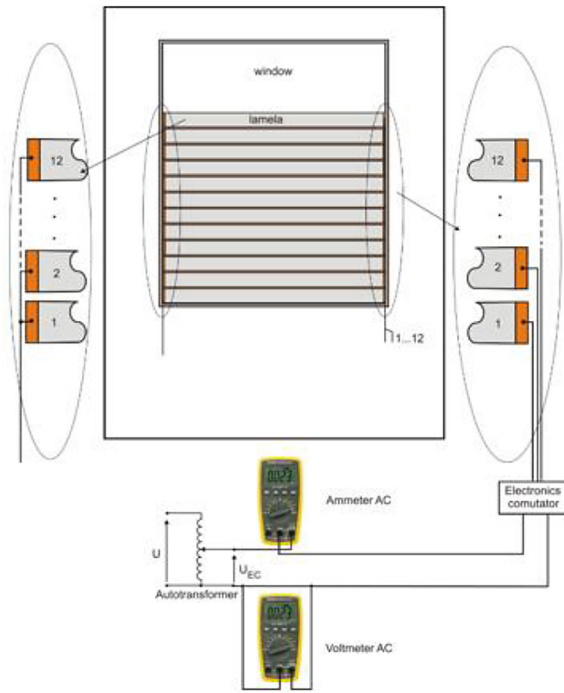 window
lamela
12
12
2
2
1
1
1...12
Electronics
comutator
Ammeter AC
U
U_EC
Autotransformer
Voltmeter AC